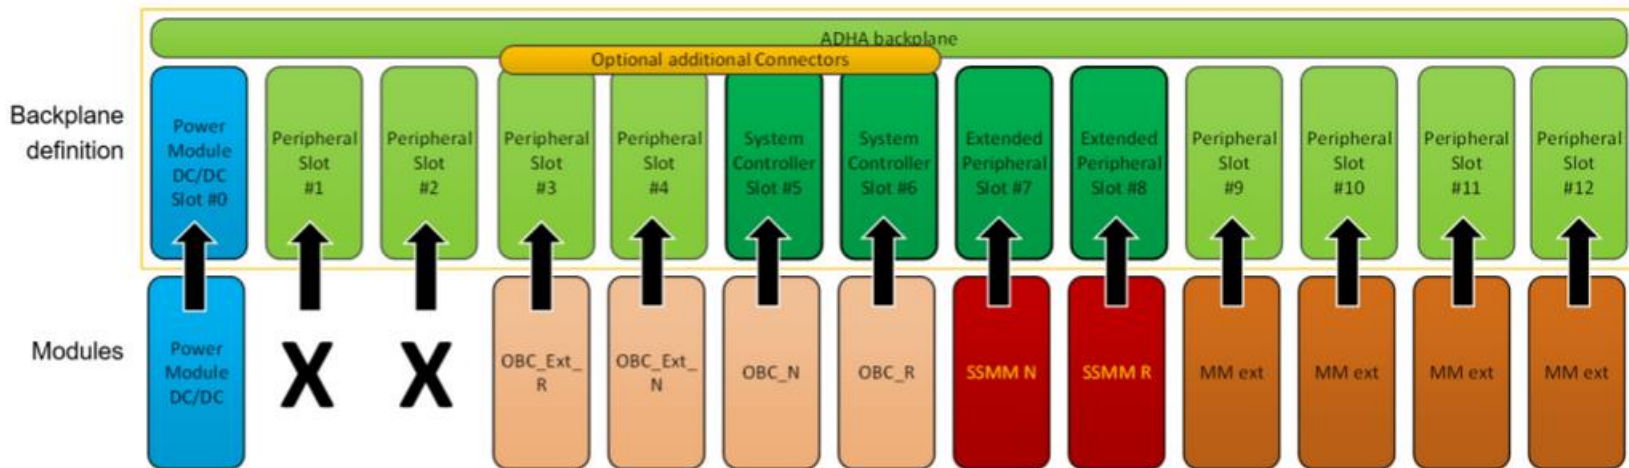 ADHA backplane
Optional additional Connectors
Backplane
definition
Power
Module
DC/DC
Slot #0
Peripheral
Slot
#1
Peripheral
Slot
#2
Peripheral
Slot
#3
Peripheral
Slot
#4
System
Controller
Slot #5
System
Controller
Slot #6
Extended
Peripheral
Slot #7
Extended
Peripheral
Slot #8
Peripheral
Slot
#9
Peripheral
Slot
#10
Peripheral
Slot
#11
Peripheral
Slot
#12
Modules
Power
Module
DC/DC
X
X
OBC_Ext_
R
OBC_Ext_
N
OBC_N
OBC_R
SSMM N
SSMM R
MM ext
MM ext
MM ext
MM ext